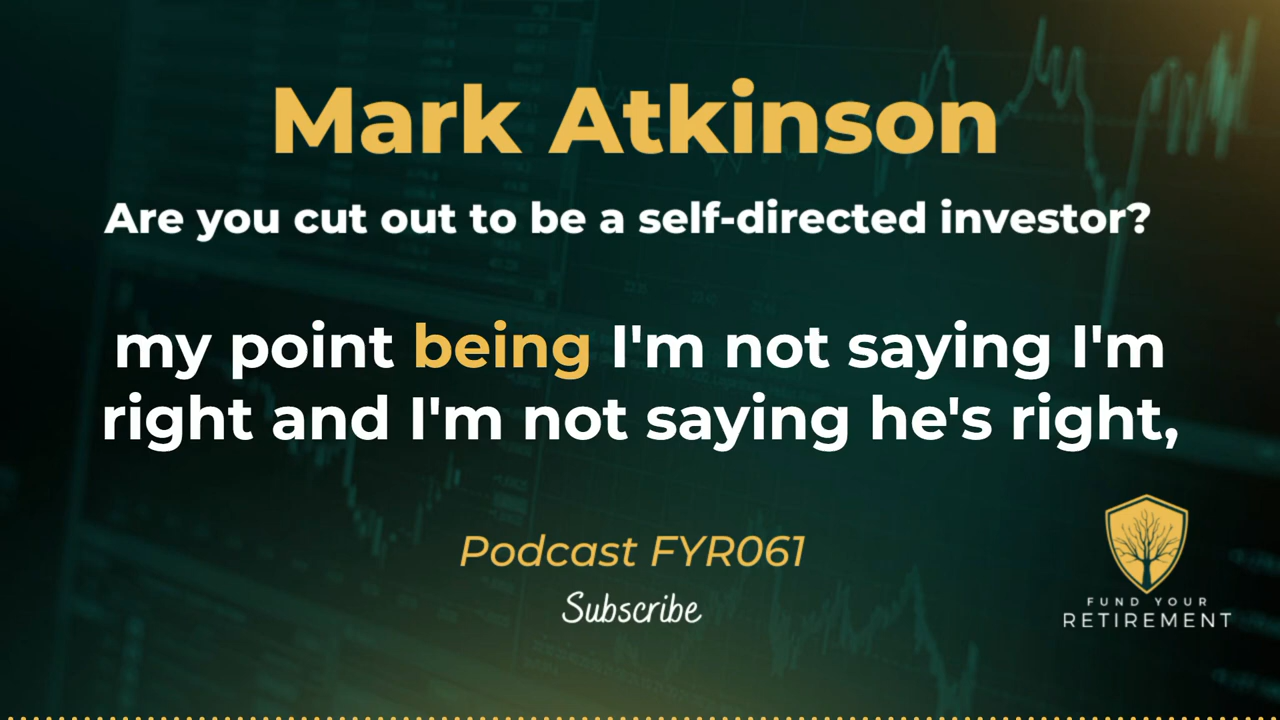 Mark Atkinson
Are you cut out to be a self-directed investor?
my point being I'm not saying I'm
right and I'm not saying he's right,
Podcast FYR061
Subscribe
FUND YOUR
RETIREMENT